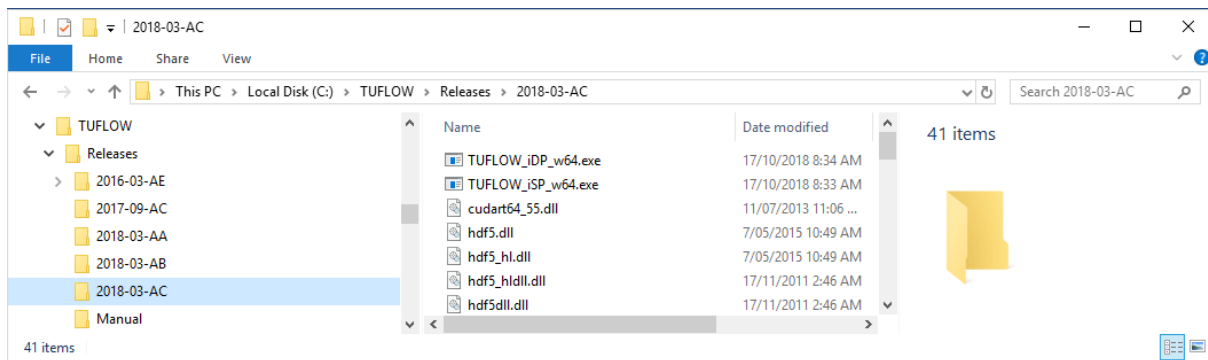 2018-03-AC
File Home Share View
This PC > Local Disk (C:) > TUFLOW > Releases > 2018-03-AC
Search 2018-03-AC
TUFLOW
Releases
2016-03-AE
2017-09-AC
2018-03-AA
2018-03-AB
2018-03-AC
Manual
Name Date modified
TUFLOW_iDP_w64.exe 17/10/2018 8:34 AM
TUFLOW_iSP_w64.exe 17/10/2018 8:33 AM
cudart64_55.dll 11/07/2013 11:06 ...
hdf5.dll 7/05/2015 10:49 AM
hdf5_hl.dll 7/05/2015 10:49 AM
hdf5_hldll.dll 17/11/2011 2:46 AM
hdf5dll.dll 17/11/2011 2:46 AM
41 items
41 items